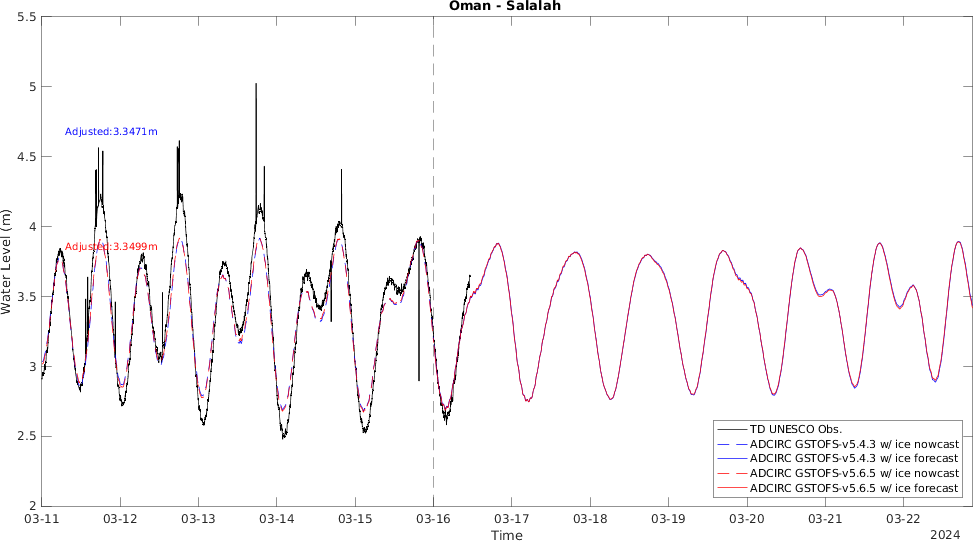 Oman - Salalah
5.5
5
4.5
4
3.5
3
2.5
2
Water Level (m)
Adjusted:3.3471m
Adjusted:3.3499m
TD UNESCO Obs.
ADCIRC GSTOFS-v5.4.3 w/ ice nowcast
ADCIRC GSTOFS-v5.4.3 w/ ice forecast
ADCIRC GSTOFS-v5.6.5 w/ ice nowcast
ADCIRC GSTOFS-v5.6.5 w/ ice forecast
03-11 03-12 03-13 03-14 03-15 03-16 03-17 03-18 03-19 03-20 03-21 03-22
Time
2024